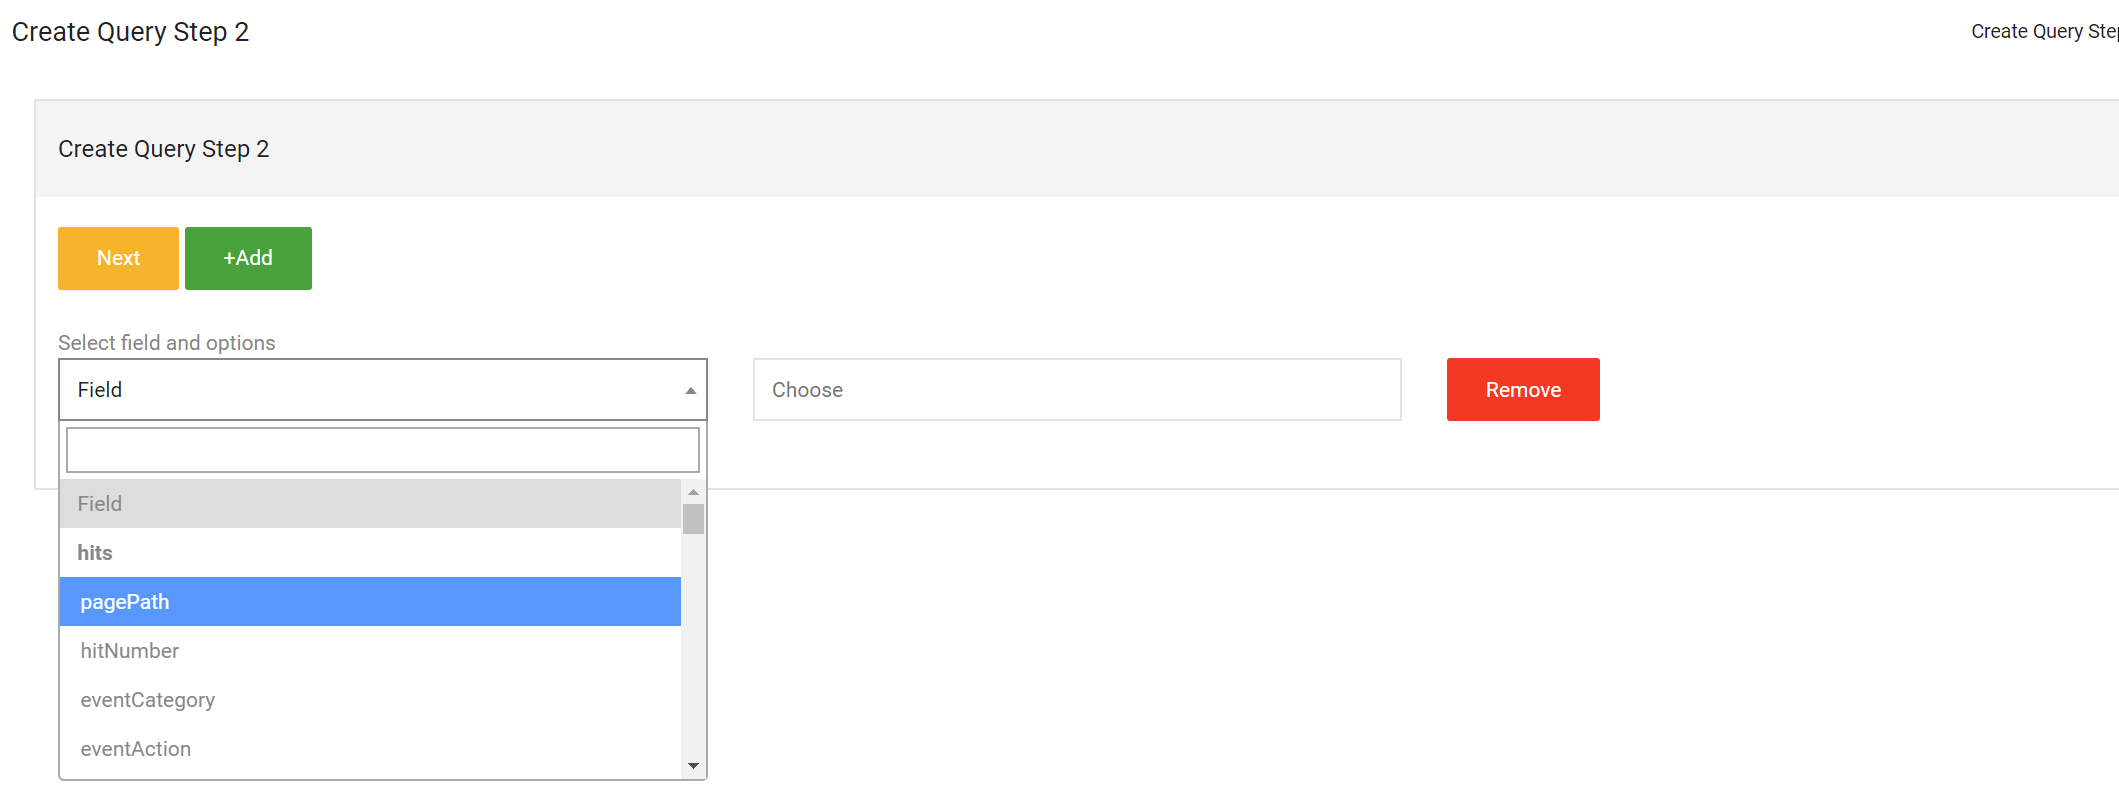 Create Query Step 2
Create Query Step
Create Query Step 2
Next
+Add
Select field and options
Field
Choose
Remove
Field
hits
pagePath
hitNumber
eventCategory
eventAction